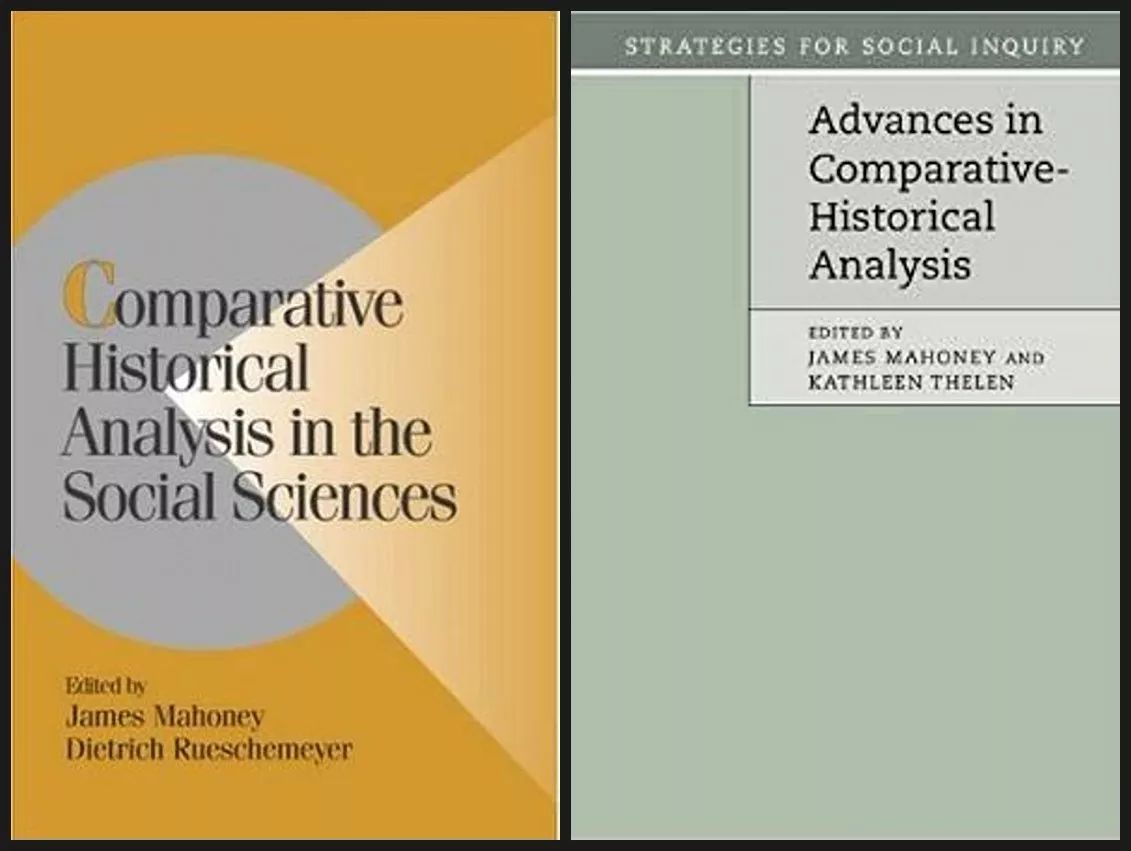 Comparative
Historical
Analysis in the
Social Sciences
Edited by
James Mahoney
Dietrich Rueschemeyer
STRATEGIES FOR SOCIAL INQUIRY
Advances in
Comparative-
Historical
Analysis
EDITED BY
JAMES MAHONEY AND
KATHLEEN THELEN